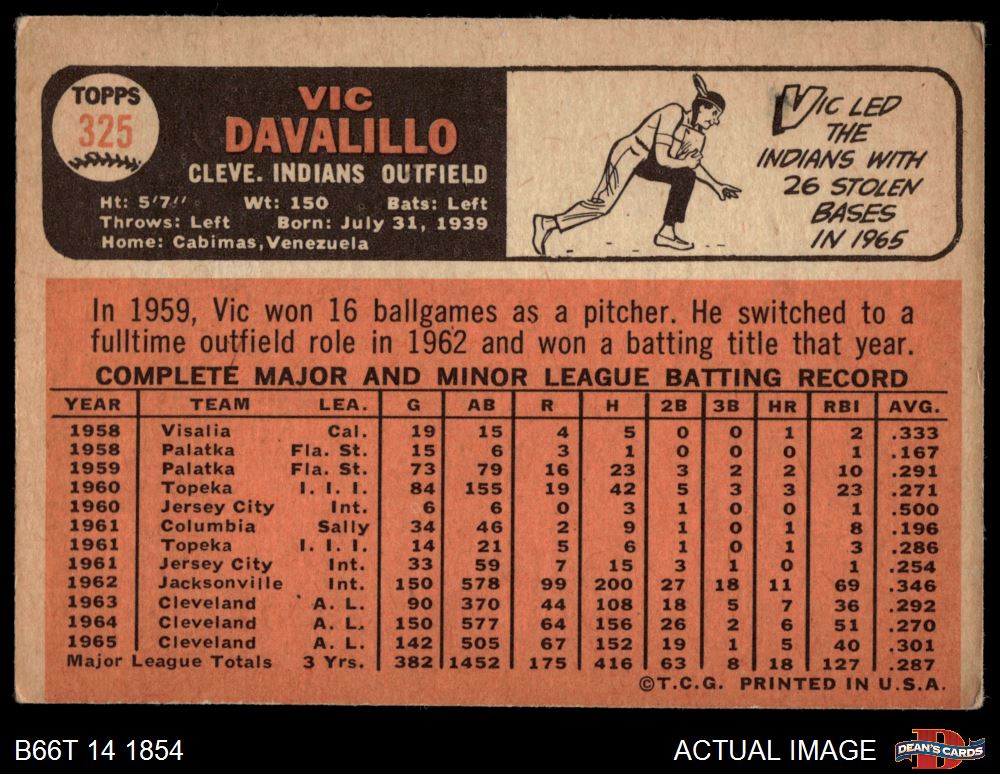 TOPPS
325
VIC
DAVALILLO
CLEVE. INDIANS OUTFIELD
Ht: 5'7" Wt: 150 Bats: Left
Throws: Left Born: July 31, 1939
Home: Cabimas, Venezuela
VIC LED
THE
INDIANS WITH
26 STOLEN
BASES
IN 1965
In 1959, Vic won 16 ballgames as a pitcher. He switched to a
fulltime outfield role in 1962 and won a batting title that year.
COMPLETE MAJOR AND MINOR LEAGUE BATTING RECORD
YEAR TEAM LEA. G AB R H 2B 3B HR RBI AVG.
1958 Visalia Cal. 19 15 4 5 0 0 1 2 .333
1958 Palatka Fla. St. 15 6 3 1 0 0 0 1 .167
1959 Palatka Fla. St. 73 79 16 23 3 2 2 10 .291
1960 Topeka I. I. I. 84 155 19 42 5 3 3 23 .271
1960 Jersey City Int. 6 6 0 3 1 0 0 1 .500
1961 Columbia Sally 34 46 2 9 1 0 1 8 .196
1961 Topeka I. I. I. 14 21 5 6 1 0 1 3 .286
1961 Jersey City Int. 33 59 7 15 3 1 0 1 .254
1962 Jacksonville Int. 150 578 99 200 27 18 11 69 .346
1963 Cleveland A. L. 90 370 44 108 18 5 7 36 .292
1964 Cleveland A. L. 150 577 64 156 26 2 6 51 .270
1965 Cleveland A. L. 142 505 67 152 19 1 5 40 .301
Major League Totals 3 Yrs. 382 1452 175 416 63 8 18 127 .287
©T.C.G. PRINTED IN U.S.A.
B66T 14 1854
ACTUAL IMAGE
D
DEAN'S CARDS